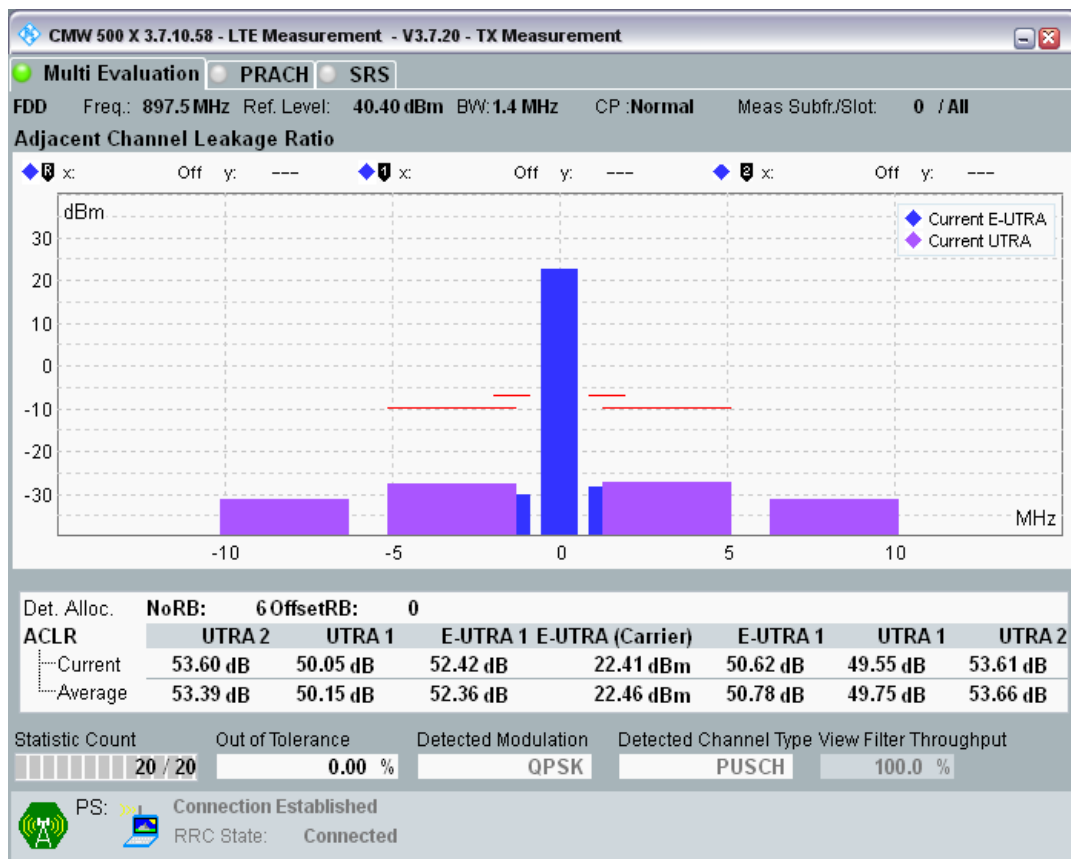 CMW 500 X 3.7.10.58 - LTE Measurement - V3.7.20 - TX Measurement
Multi Evaluation PRACH SRS
FDD Freq.: 897.5 MHz Ref. Level: 40.40 dBm BW: 1.4 MHz CP :Normal Meas Subfr./Slot: 0 / All
Adjacent Channel Leakage Ratio
R x: Off y: --- 1 x: Off y: --- 2 x: Off y: ---
dBm
Current E-UTRA
Current UTRA
30
20
10
0
-10
-20
-30
MHz
-10 -5 0 5 10
Det. Alloc. NoRB: 6 OffsetRB: 0
ACLR UTRA 2 UTRA 1 E-UTRA 1 E-UTRA (Carrier) E-UTRA 1 UTRA 1 UTRA 2
Current 53.60 dB 50.05 dB 52.42 dB 22.41 dBm 50.62 dB 49.55 dB 53.61 dB
Average 53.39 dB 50.15 dB 52.36 dB 22.46 dBm 50.78 dB 49.75 dB 53.66 dB
Statistic Count Out of Tolerance Detected Modulation Detected Channel Type View Filter Throughput
20 / 20 0.00 % QPSK PUSCH 100.0 %
PS: Connection Established
RRC State: Connected